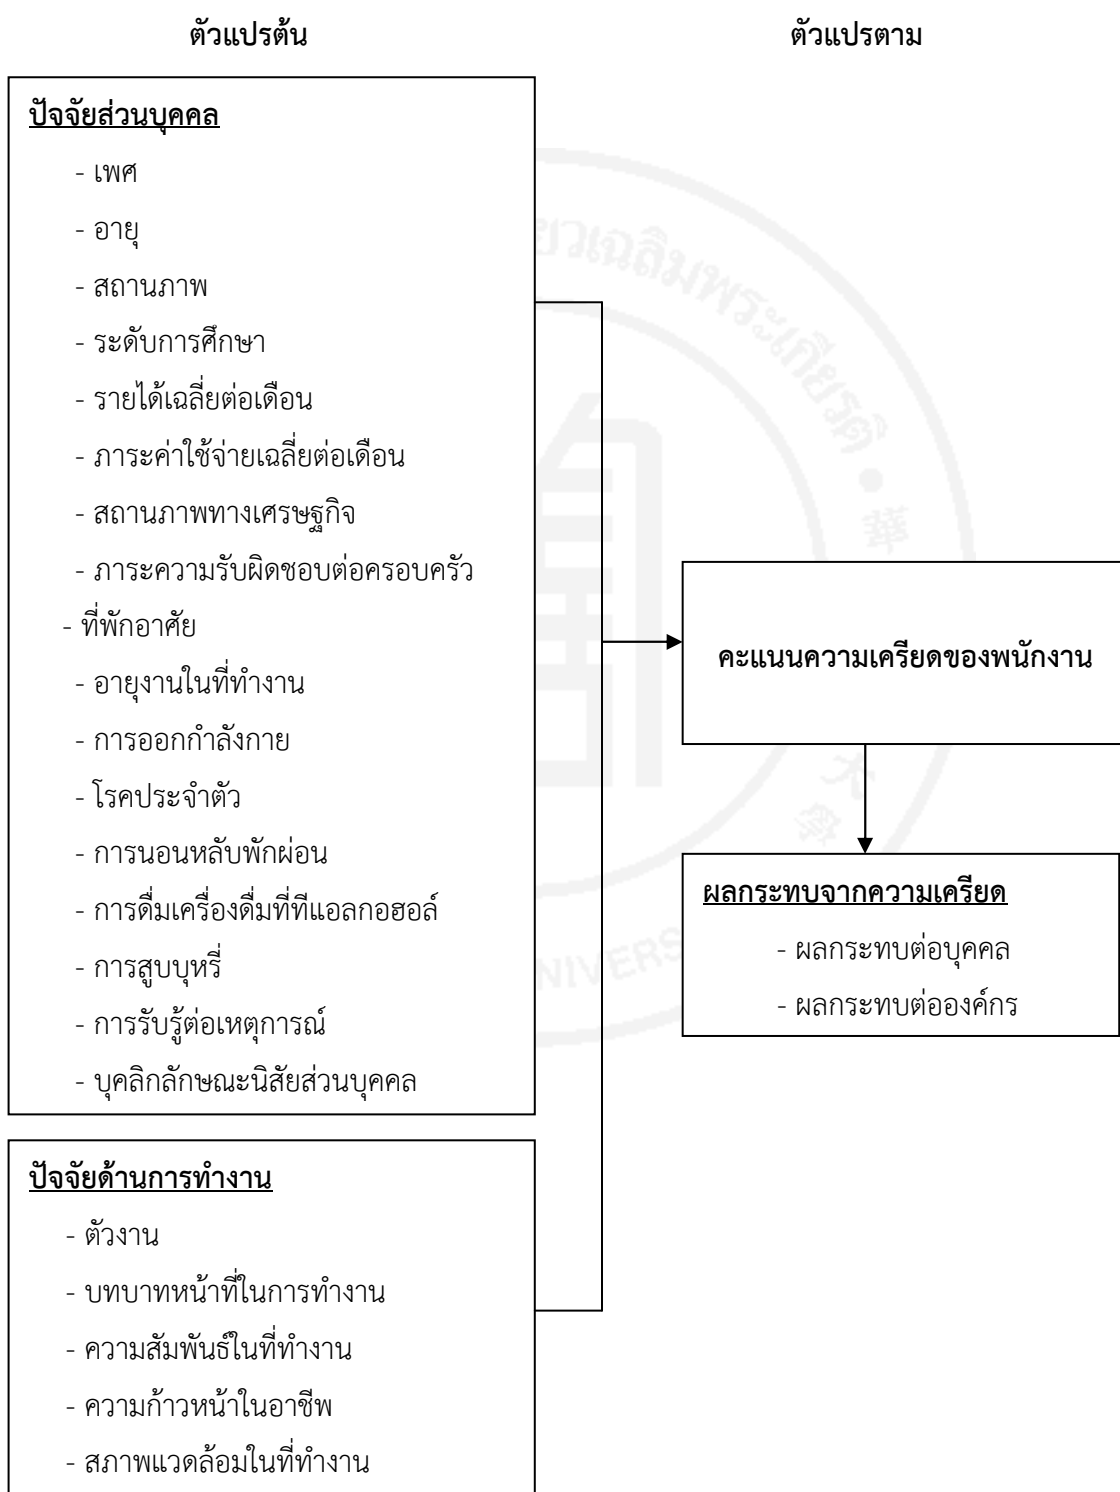 ตัวแปรต้น
ตัวแปรตาม
ปัจจัยส่วนบุคคล
- เพศ
- อายุ
- สถานภาพ
- ระดับการศึกษา
- รายได้เฉลี่ยต่อเดือน
- ภาระค่าใช้จ่ายเฉลี่ยต่อเดือน
- สถานภาพทางเศรษฐกิจ
- ภาระความรับผิดชอบต่อครอบครัว
- ที่พักอาศัย
- อายุงานในที่ทำงาน
- การออกกำลังกาย
- โรคประจำตัว
- การนอนหลับพักผ่อน
- การดื่มเครื่องดื่มที่ทีแอลกอฮอล์
- การสูบบุหรี่
- การรับรู้ต่อเหตุการณ์
- บุคลิกลักษณะนิสัยส่วนบุคคล
ปัจจัยด้านการทำงาน
- ตัวงาน
- บทบาทหน้าที่ในการทำงาน
- ความสัมพันธ์ในที่ทำงาน
- ความก้าวหน้าในอาชีพ
- สภาพแวดล้อมในที่ทำงาน
คะแนนความเครียดของพนักงาน
ผลกระทบจากความเครียด
- ผลกระทบต่อบุคคล
- ผลกระทบต่อองค์กร
ยวเฉลิมพระเกียรติ
華
大
學
NIVERS